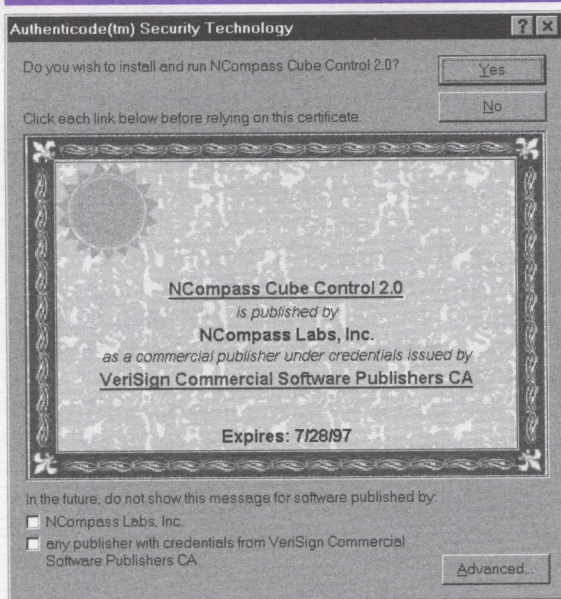 Authenticode(tm) Security Technology
Do you wish to install and run NCompass Cube Control 2.0?
Yes
No
Click each link below before relying on this certificate.
NCompass Cube Control 2.0
is published by
NCompass Labs, Inc.
as a commercial publisher under credentials issued by
VeriSign Commercial Software Publishers CA
Expires: 7/28/97
In the future, do not show this message for software published by:
NCompass Labs, Inc.
any publisher with credentials from VeriSign Commercial
Software Publishers CA
Advanced...